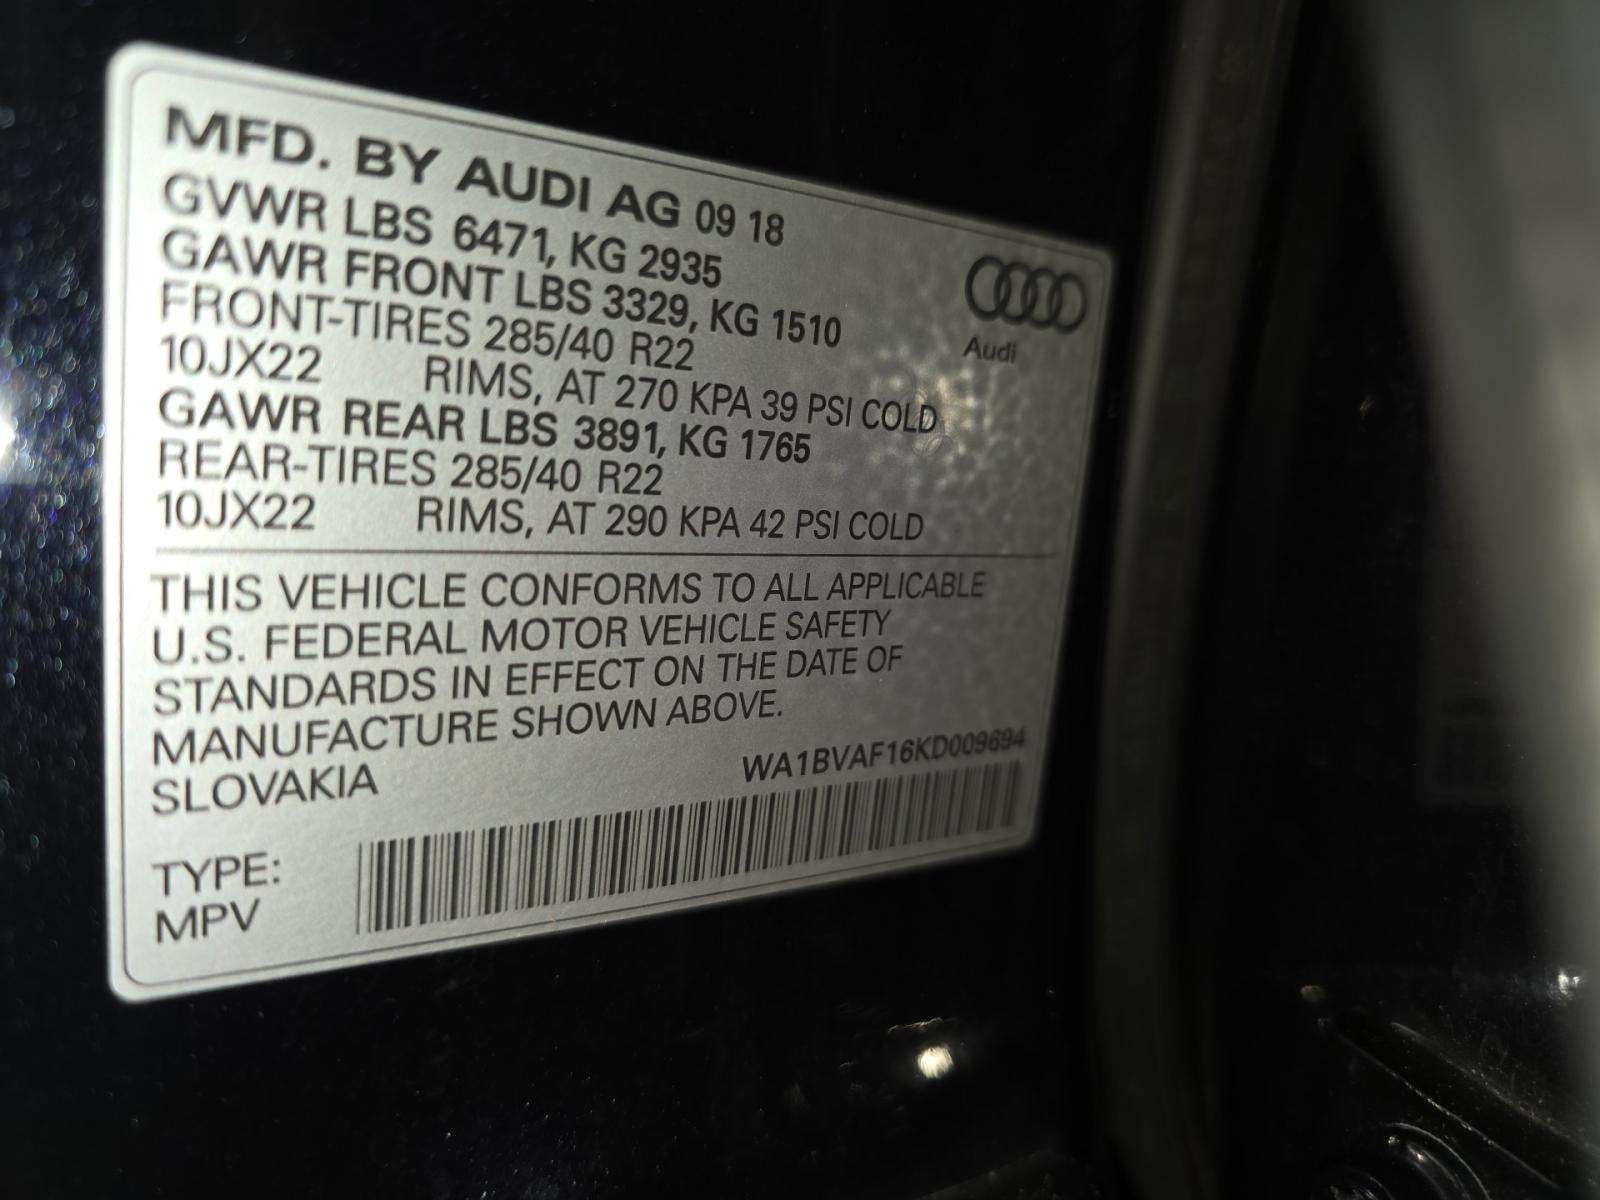 MFD. BY AUDI AG 09 18
GVWR LBS 6471, KG 2935
GAWR FRONT LBS 3329, KG 1510
FRONT-TIRES 285/40 R22
10JX22 RIMS, AT 270 KPA 39 PSI COLD
GAWR REAR LBS 3891, KG 1765
REAR-TIRES 285/40 R22
10JX22 RIMS, AT 290 KPA 42 PSI COLD
Audi
THIS VEHICLE CONFORMS TO ALL APPLICABLE
U.S. FEDERAL MOTOR VEHICLE SAFETY
STANDARDS IN EFFECT ON THE DATE OF
MANUFACTURE SHOWN ABOVE.
SLOVAKIA
WA1BVAF16KD009694
TYPE:
MPV